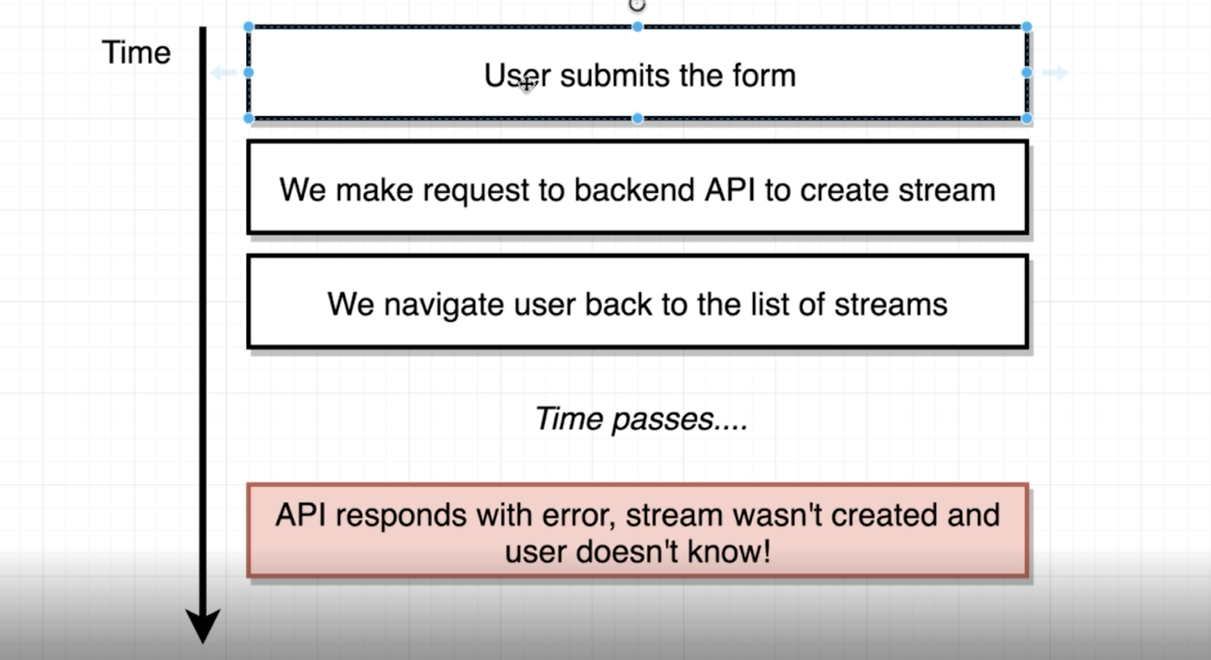 Time
User submits the form
We make request to backend API to create stream
We navigate user back to the list of streams
Time passes....
API responds with error, stream wasn't created and
user doesn't know!